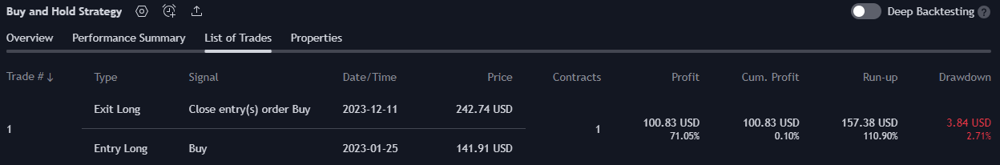 Buy and Hold Strategy Deep Backtesting ?
Overview Performance Summary List of Trades Properties
Trade # ↓ Type Signal Date/Time Price Contracts Profit Cum. Profit Run-up Drawdown
Exit Long Close entry(s) order Buy 2023-12-11 242.74 USD
1 1 100.83 USD 100.83 USD 157.38 USD 3.84 USD
71.05% 0.10% 110.90% 2.71%
Entry Long Buy 2023-01-25 141.91 USD